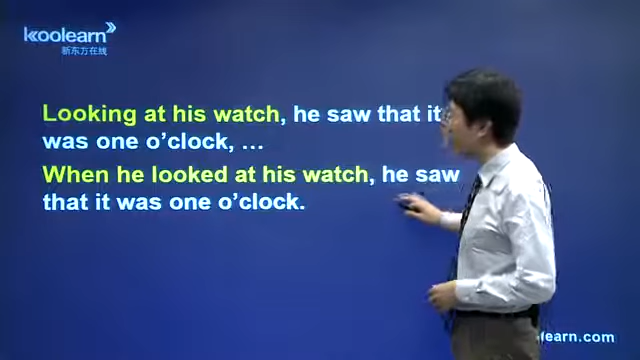 koolearn
新东方在线
Looking at his watch, he saw that it
was one o’clock, …
When he looked at his watch, he saw
that it was one o’clock.
learn.com